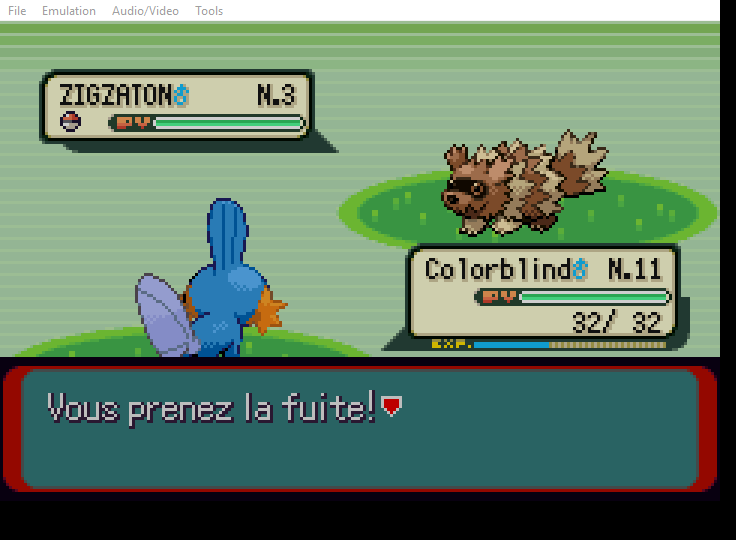 File Emulation Audio/Video Tools
ZIGZATON♂ N.3
PV
Colorblind♂ N.11
PV
32/ 32
EXP.
Vous prenez la fuite!